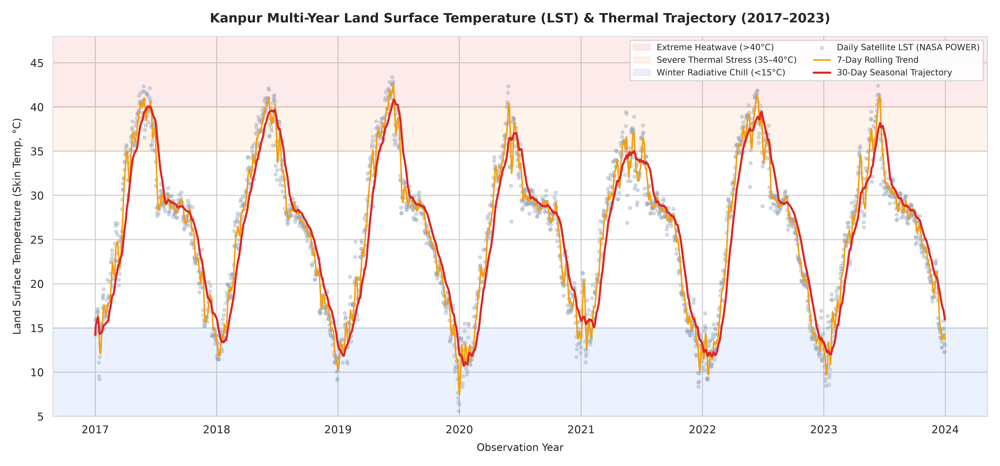 Kanpur Multi-Year Land Surface Temperature (LST) & Thermal Trajectory (2017–2023)
Extreme Heatwave (>40°C)
Severe Thermal Stress (35–40°C)
Winter Radiative Chill (<15°C)
Daily Satellite LST (NASA POWER)
7-Day Rolling Trend
30-Day Seasonal Trajectory
Land Surface Temperature (Skin Temp, °C)
45
40
35
30
25
20
15
10
5
2017 2018 2019 2020 2021 2022 2023 2024
Observation Year